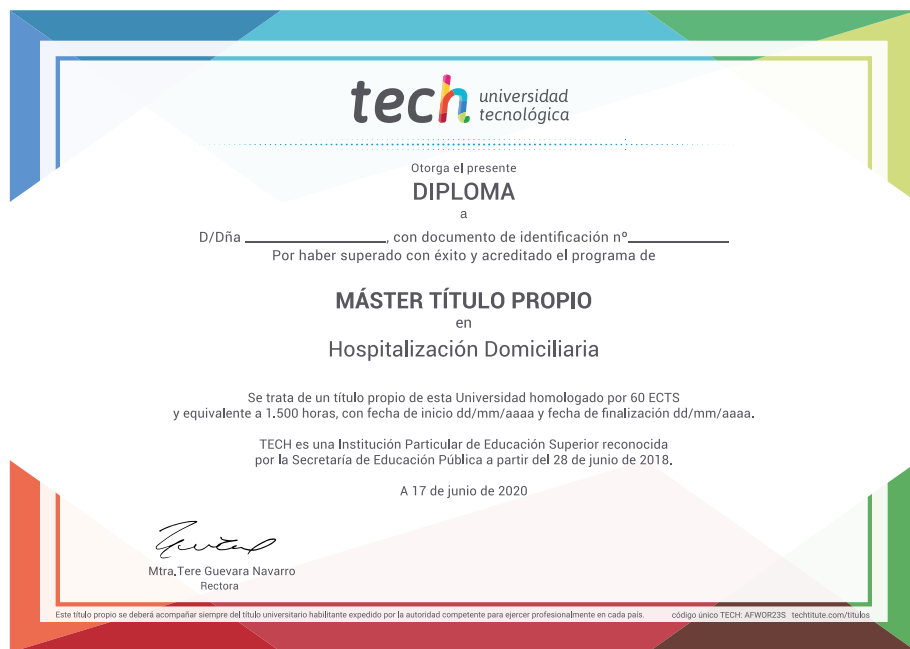 tech universidad
tecnológica
Otorga el presente
DIPLOMA
a
D/Dña ________________, con documento de identificación nº____________
Por haber superado con éxito y acreditado el programa de
MÁSTER TÍTULO PROPIO
en
Hospitalización Domiciliaria
Se trata de un título propio de esta Universidad homologado por 60 ECTS
y equivalente a 1.500 horas, con fecha de inicio dd/mm/aaaa y fecha de finalización dd/mm/aaaa.
TECH es una Institución Particular de Educación Superior reconocida
por la Secretaría de Educación Pública a partir del 28 de junio de 2018.
A 17 de junio de 2020
Mtra.Tere Guevara Navarro
Rectora
Este título propio se deberá acompañar siempre del título universitario habilitante expedido por la autoridad competente para ejercer profesionalmente en cada país. código único TECH: AFWOR23S techtitute.com/titulos